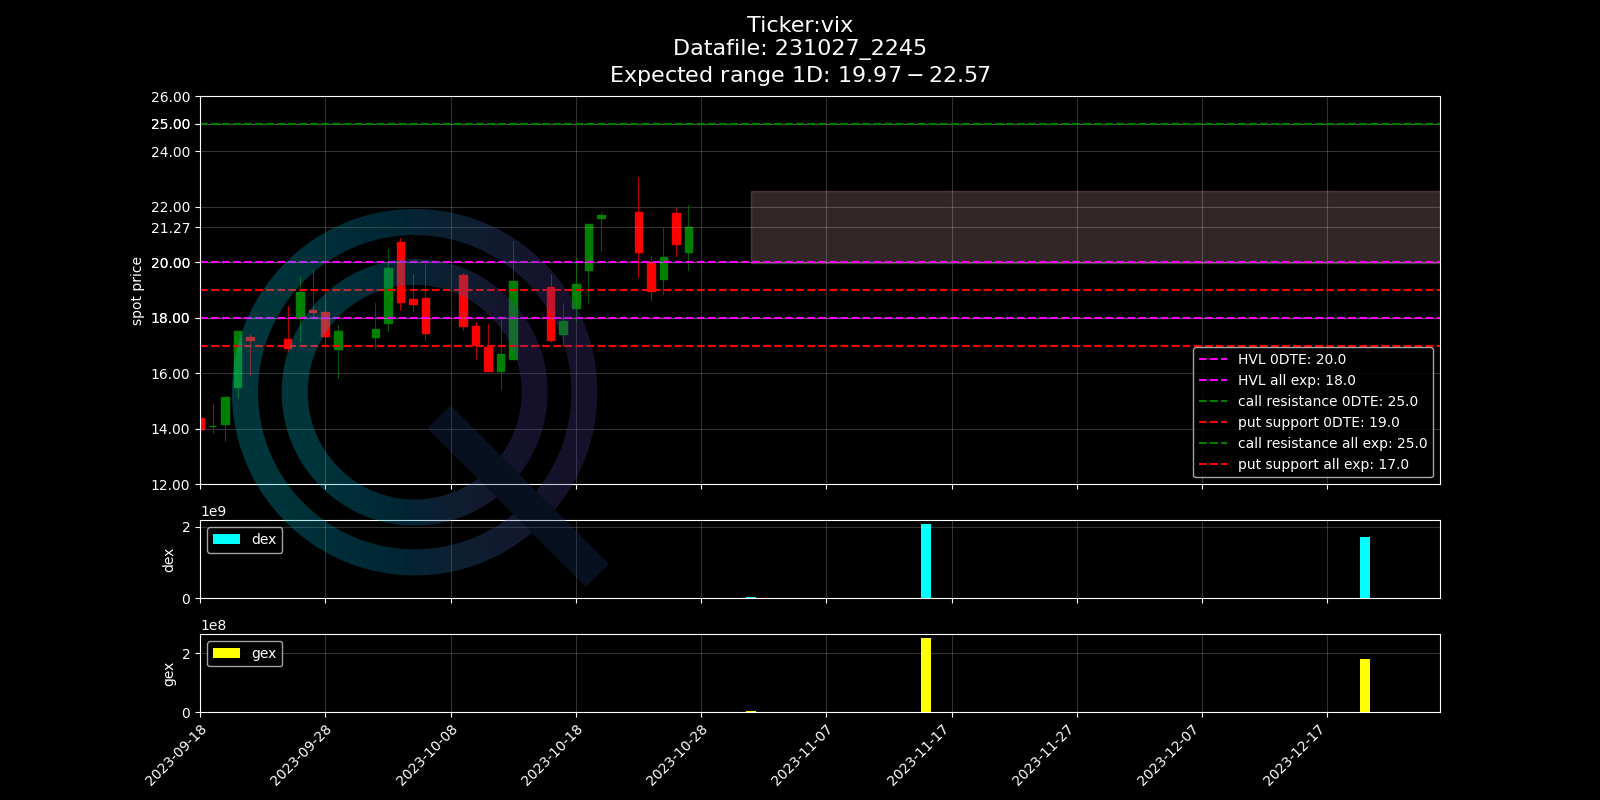 Ticker:vix
Datafile: 231027_2245
Expected range 1D: 19.97 − 22.57
26.00
25.00
24.00
22.00
21.27
20.00
18.00
16.00
14.00
12.00
spot price
HVL 0DTE: 20.0
HVL all exp: 18.0
call resistance 0DTE: 25.0
put support 0DTE: 19.0
call resistance all exp: 25.0
put support all exp: 17.0
1e9
2
0
dex
dex
1e8
2
0
gex
gex
2023-09-18
2023-09-28
2023-10-08
2023-10-18
2023-10-28
2023-11-07
2023-11-17
2023-11-27
2023-12-07
2023-12-17